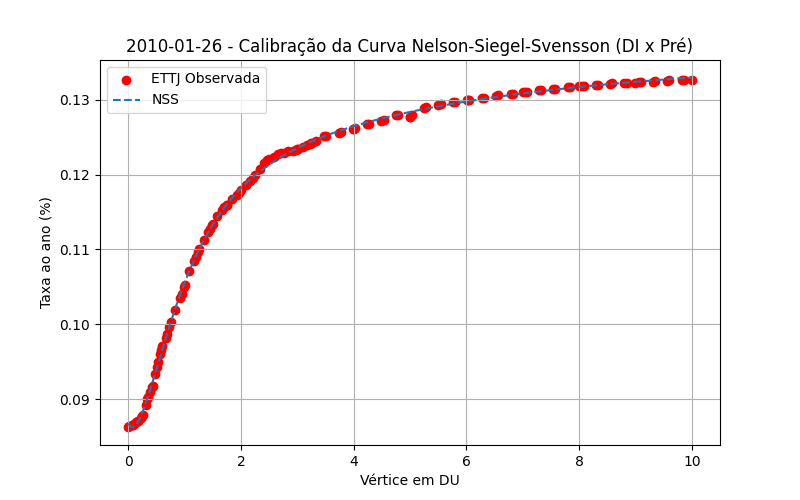 2010-01-26 - Calibração da Curva Nelson-Siegel-Svensson (DI x Pré)
ETTJ Observada
NSS
Taxa ao ano (%)
0.13
0.12
0.11
0.10
0.09
0 2 4 6 8 10
Vértice em DU